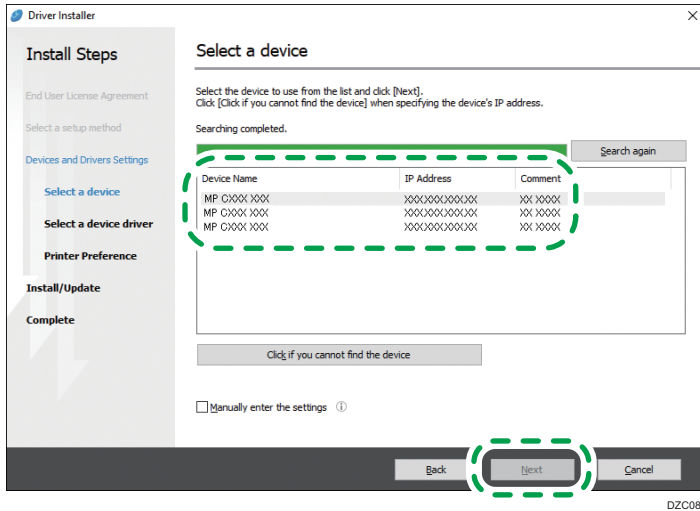 Driver Installer
Install Steps
End User License Agreement
Select a setup method
Devices and Drivers Settings
Select a device
Select a device driver
Printer Preference
Install/Update
Complete
Select a device
Select the device to use from the list and click [Next].
Click [Click if you cannot find the device] when specifying the device's IP address.
Searching completed.
Search again
Device Name IP Address Comment
MP CXXX XXX XXX.XXX.XXX.XX XX XXXX
MP CXXX XXX XXX.XXX.XXX.XX XX XXXX
MP CXXX XXX XXX.XXX.XXX.XX XX XXXX
Click if you cannot find the device
Manually enter the settings
Back Next Cancel